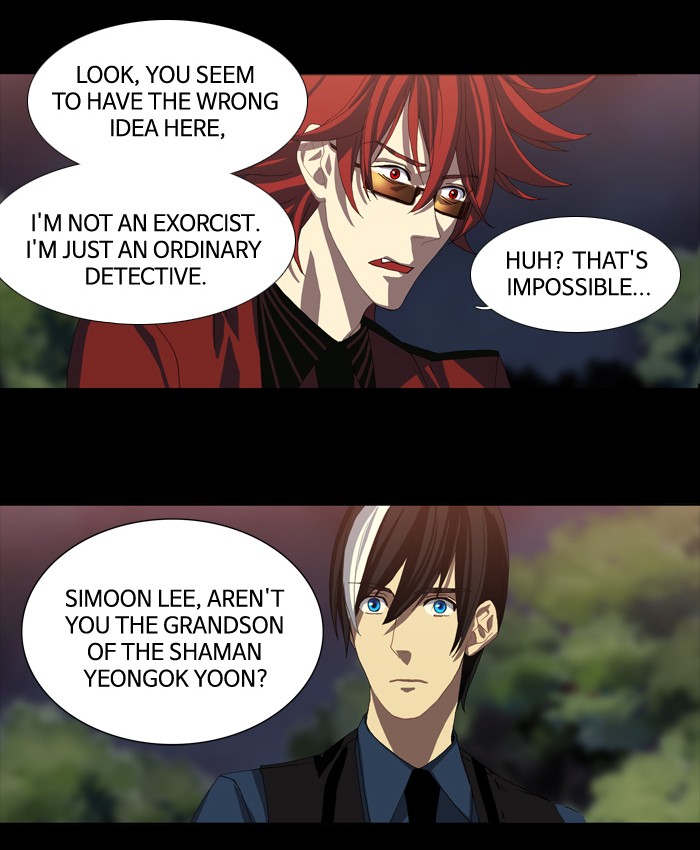 LOOK, YOU SEEM
TO HAVE THE WRONG
IDEA HERE,
I'M NOT AN EXORCIST.
I'M JUST AN ORDINARY
DETECTIVE.
HUH? THAT'S
IMPOSSIBLE...
SIMOON LEE, AREN'T
YOU THE GRANDSON
OF THE SHAMAN
YEONGOK YOON?